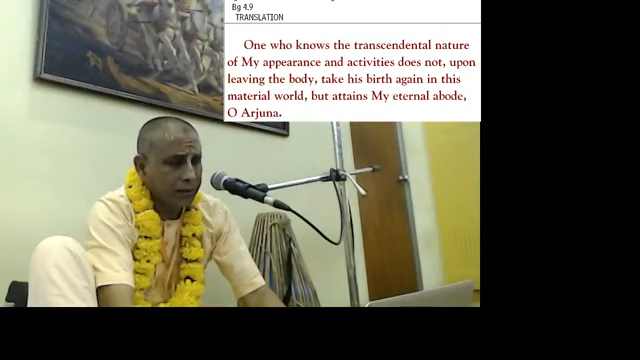 Bg 4.9
TRANSLATION
One who knows the transcendental nature
of My appearance and activities does not, upon
leaving the body, take his birth again in this
material world, but attains My eternal abode,
O Arjuna.